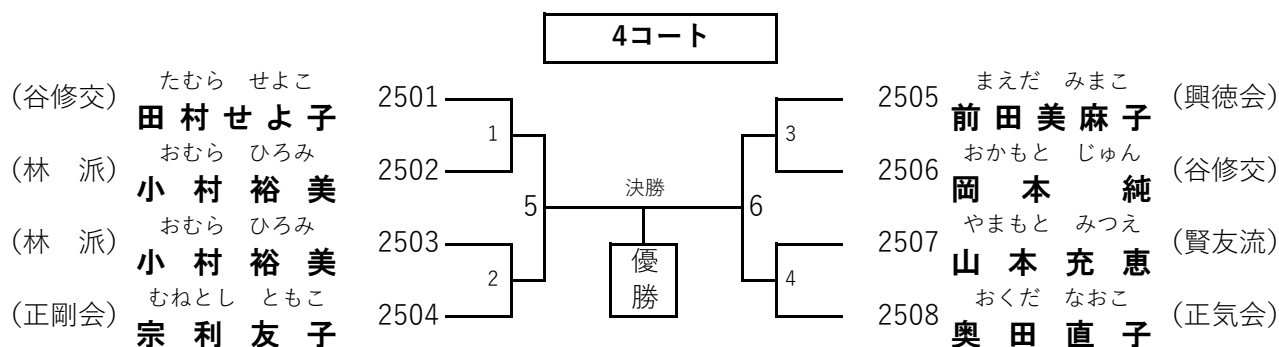 4コート
たむら せよこ
(谷修交) 田村せよ子 2501
おむら ひろみ
(林 派) 小村裕美 2502
おむら ひろみ
(林 派) 小村裕美 2503
むねとし ともこ
(正剛会) 宗利友子 2504
1
2
5
決勝
優勝
6
3
4
まえだ みまこ
2505 前田美麻子 (興徳会)
おかもと じゅん
2506 岡本純 (谷修交)
やまもと みつえ
2507 山本充恵 (賢友流)
おくだ なおこ
2508 奥田直子 (正気会)